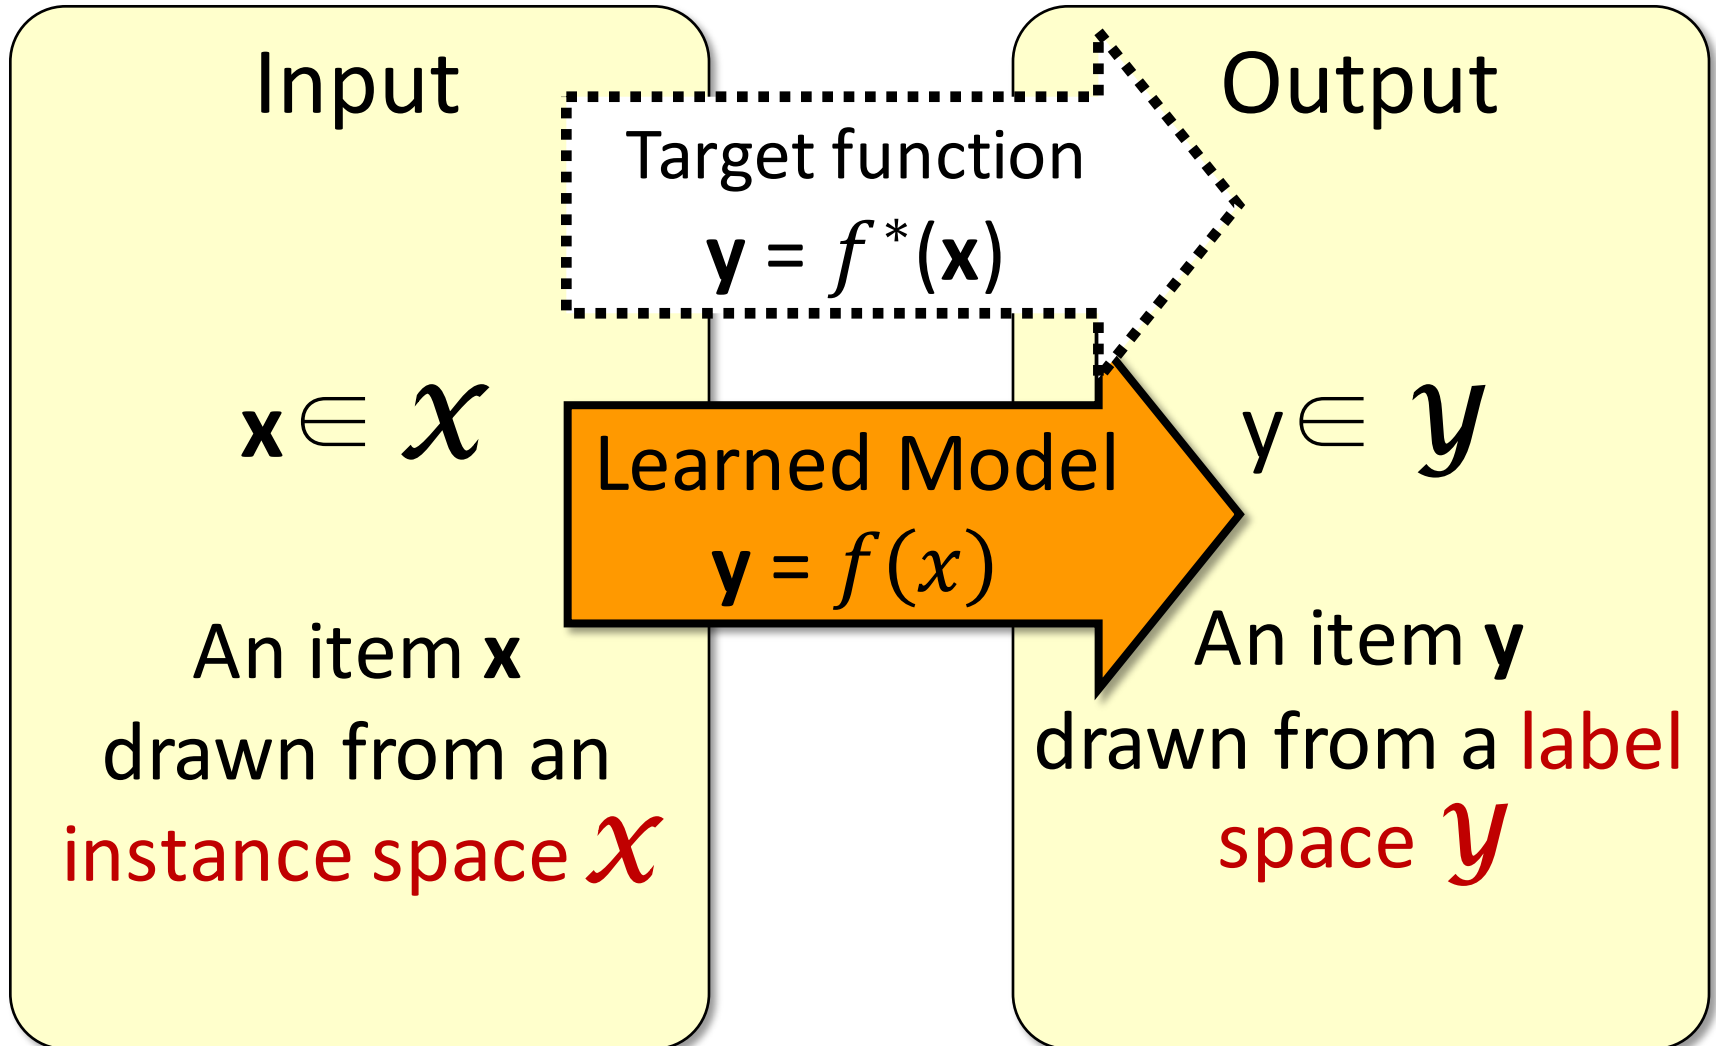 Input
Target function
y = f*(x)
Output
x ∈ 𝒳
Learned Model
y = f(x)
y ∈ 𝒴
An item x
drawn from an
instance space 𝒳
An item y
drawn from a label
space 𝒴